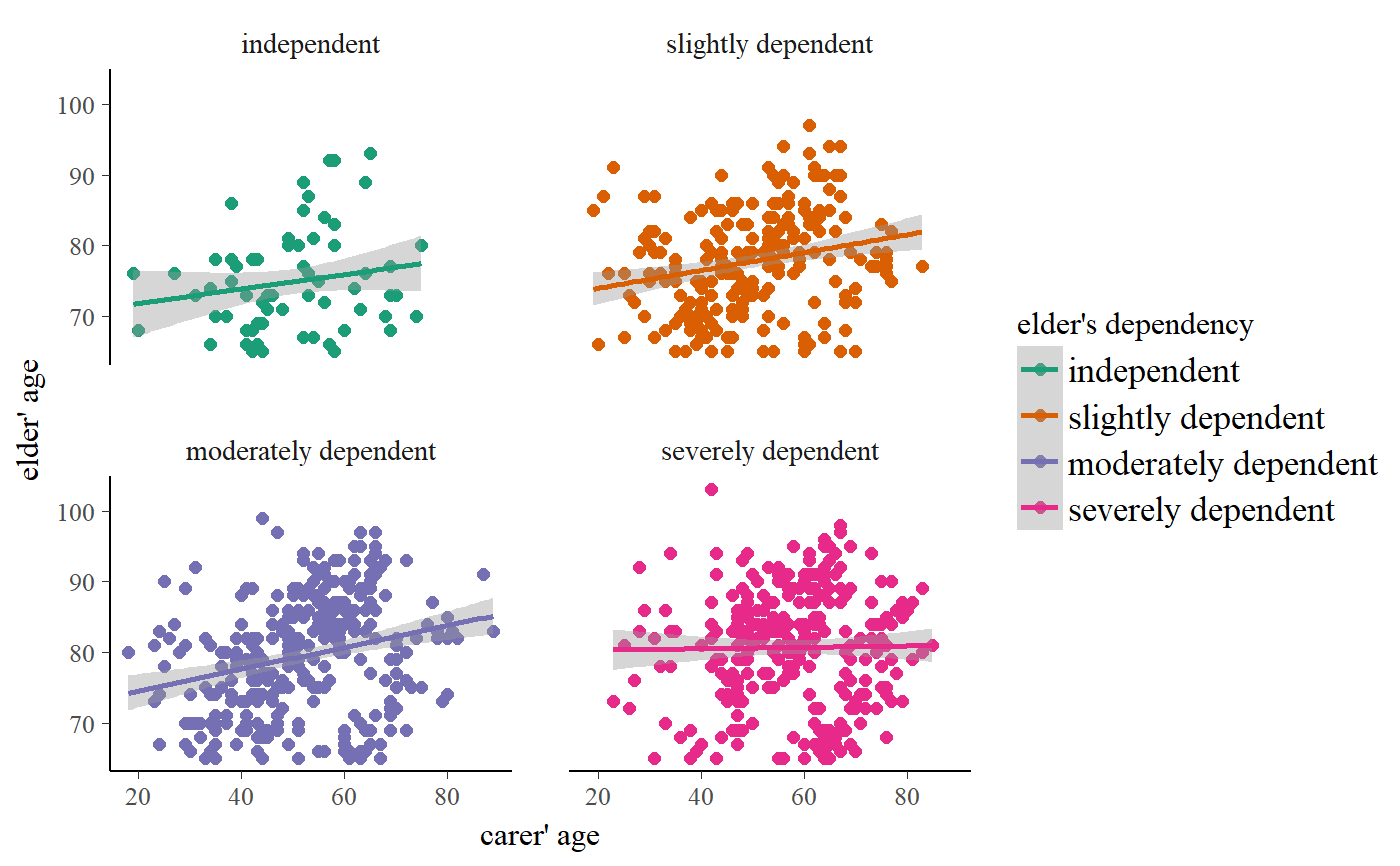 independent
slightly dependent
100
90
80
70
elder' age
moderately dependent
severely dependent
100
90
80
70
20
40
60
80
20
40
60
80
carer' age
elder's dependency
independent
slightly dependent
moderately dependent
severely dependent